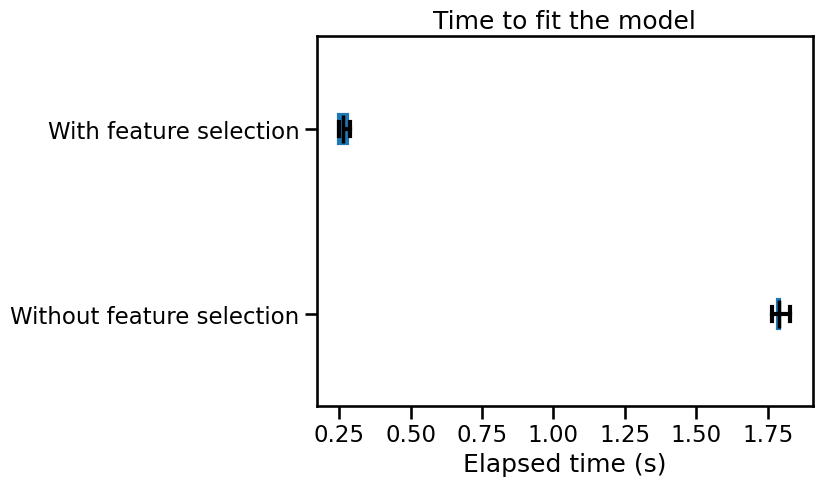 Time to fit the model
With feature selection
Without feature selection
0.25 0.50 0.75 1.00 1.25 1.50 1.75
Elapsed time (s)